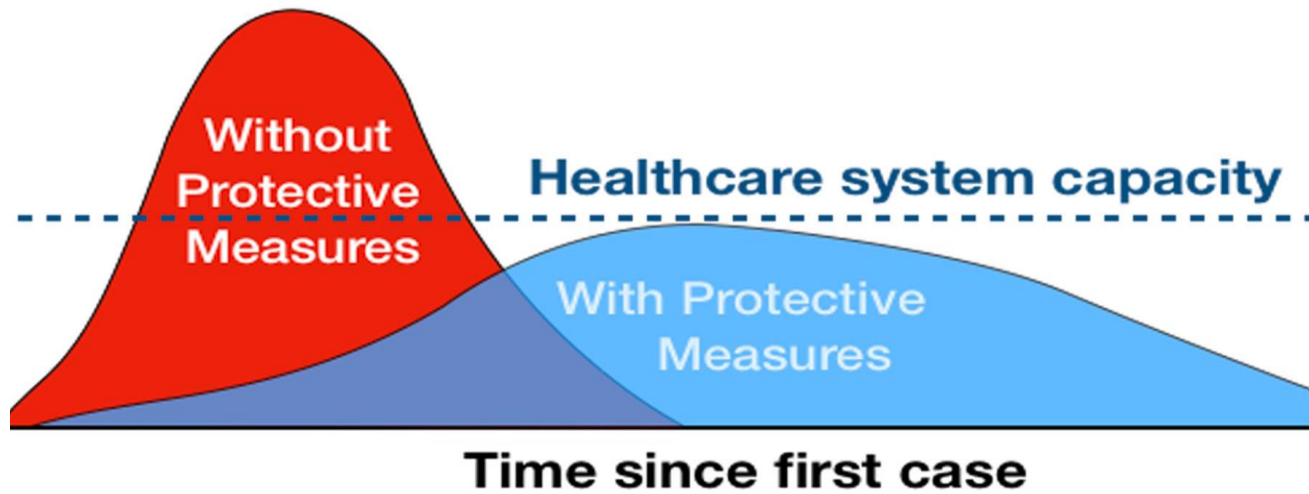 Without
Protective
Measures
Healthcare system capacity
With Protective
Measures
Time since first case